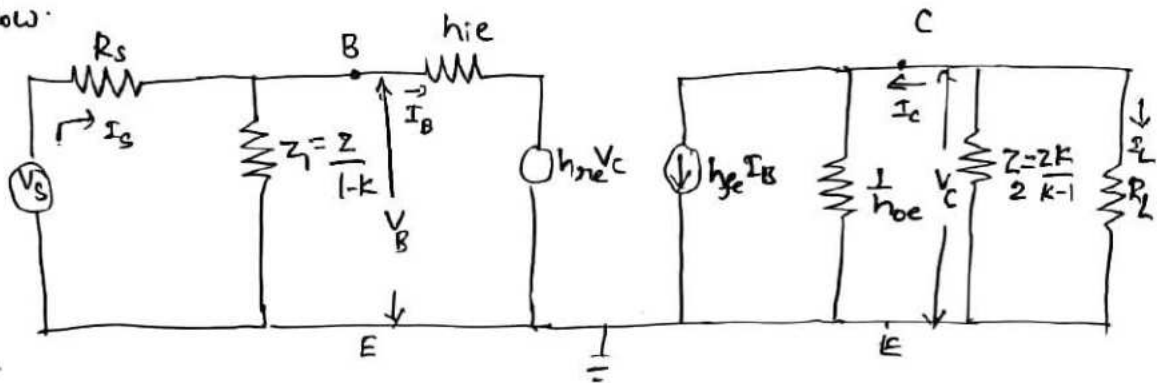 ow.
Rs
B
hie
C
Is
Z1 = Z / 1-K
IB
VB
Vs
hreVc
hfeIB
1 / hoe
Ic
Vc
Z2 = ZK / K-1
IL
RL
E
E